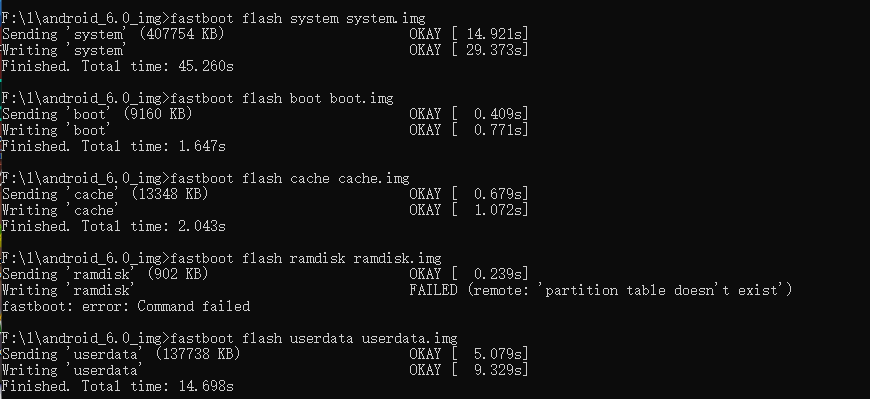 F:\1\android_6.0_img>fastboot flash system system.img
Sending 'system' (407754 KB) OKAY [ 14.921s]
Writing 'system' OKAY [ 29.373s]
Finished. Total time: 45.260s
F:\1\android_6.0_img>fastboot flash boot boot.img
Sending 'boot' (9160 KB) OKAY [ 0.409s]
Writing 'boot' OKAY [ 0.771s]
Finished. Total time: 1.647s
F:\1\android_6.0_img>fastboot flash cache cache.img
Sending 'cache' (13348 KB) OKAY [ 0.679s]
Writing 'cache' OKAY [ 1.072s]
Finished. Total time: 2.043s
F:\1\android_6.0_img>fastboot flash ramdisk ramdisk.img
Sending 'ramdisk' (902 KB) OKAY [ 0.239s]
Writing 'ramdisk' FAILED (remote: 'partition table doesn't exist')
fastboot: error: Command failed
F:\1\android_6.0_img>fastboot flash userdata userdata.img
Sending 'userdata' (137738 KB) OKAY [ 5.079s]
Writing 'userdata' OKAY [ 9.329s]
Finished. Total time: 14.698s